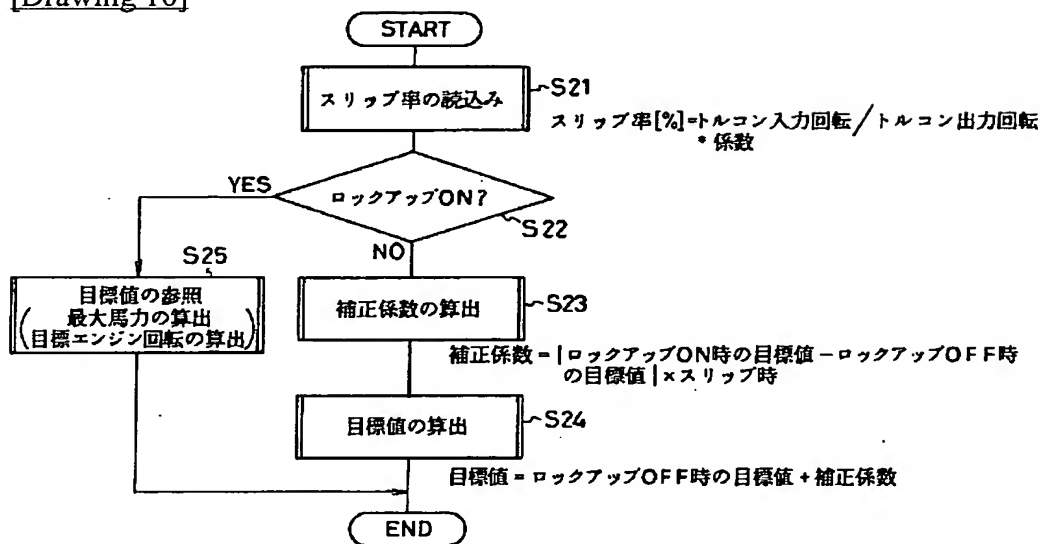 [Drawing 10]
START
スリップ率の読込み
S21
スリップ率[%]=トルコン入力回転/トルコン出力回転
* 係数
YES
ロックアップON?
S22
NO
S25
目標値の参照
最大馬力の算出
(目標エンジン回転の算出)
補正係数の算出
S23
補正係数=|ロックアップON時の目標値-ロックアップOFF時
の目標値|×スリップ時
目標値の算出
S24
目標値=ロックアップOFF時の目標値+補正係数
END